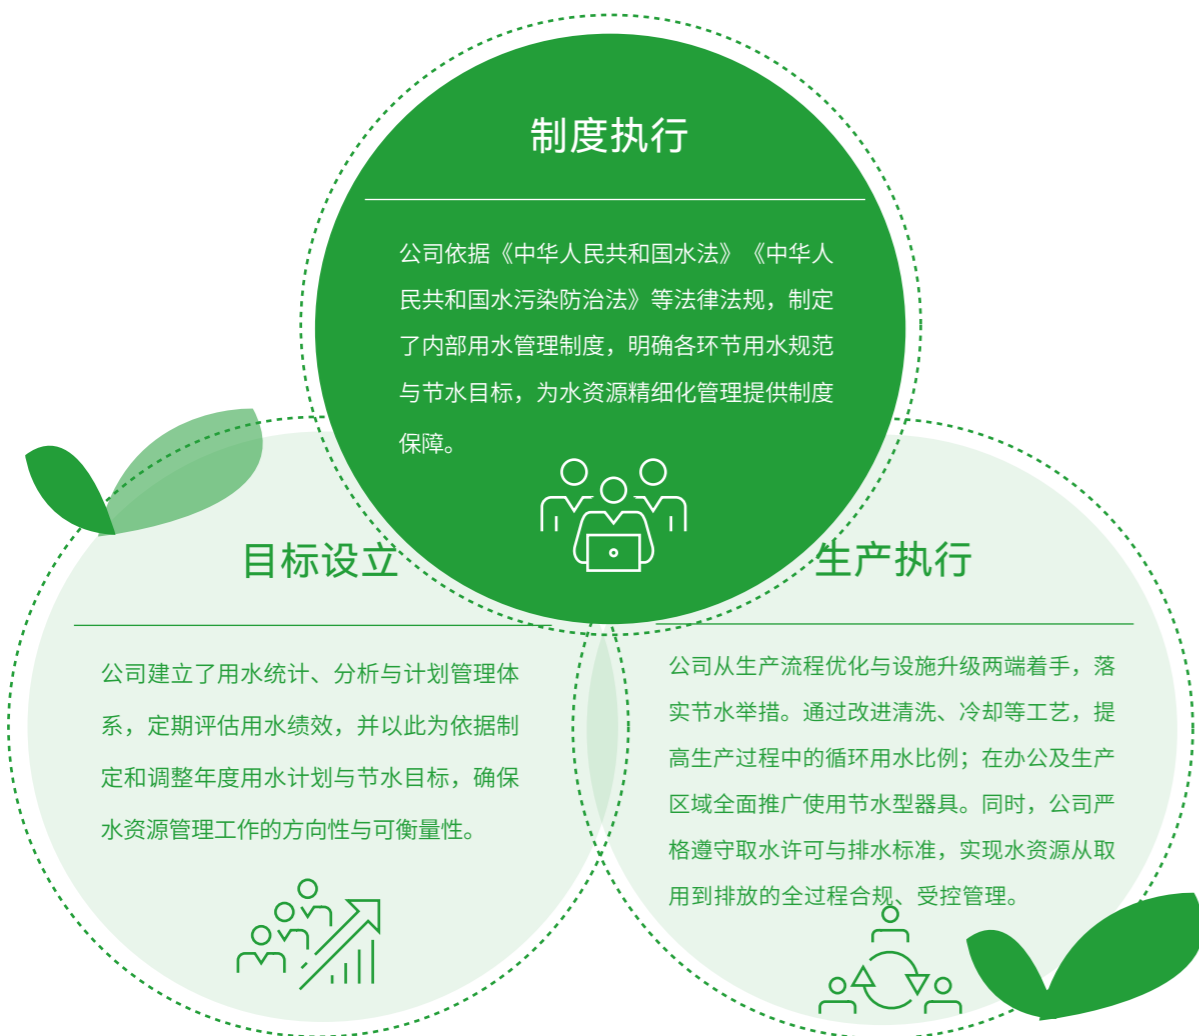 制度执行
公司依据《中华人民共和国水法》《中华人
民共和国水污染防治法》等法律法规，制定
了内部用水管理制度，明确各环节用水规范
与节水目标，为水资源精细化管理提供制度
保障。
目标设立
公司建立了用水统计、分析与计划管理体
系，定期评估用水绩效，并以此为依据制
定和调整年度用水计划与节水目标，确保
水资源管理工作的方向性与可衡量性。
生产执行
公司从生产流程优化与设施升级两端着手，落
实节水举措。通过改进清洗、冷却等工艺，提
高生产过程中的循环用水比例；在办公及生产
区域全面推广使用节水型器具。同时，公司严
格遵守取水许可与排水标准，实现水资源从取
用到排放的全过程合规、受控管理。